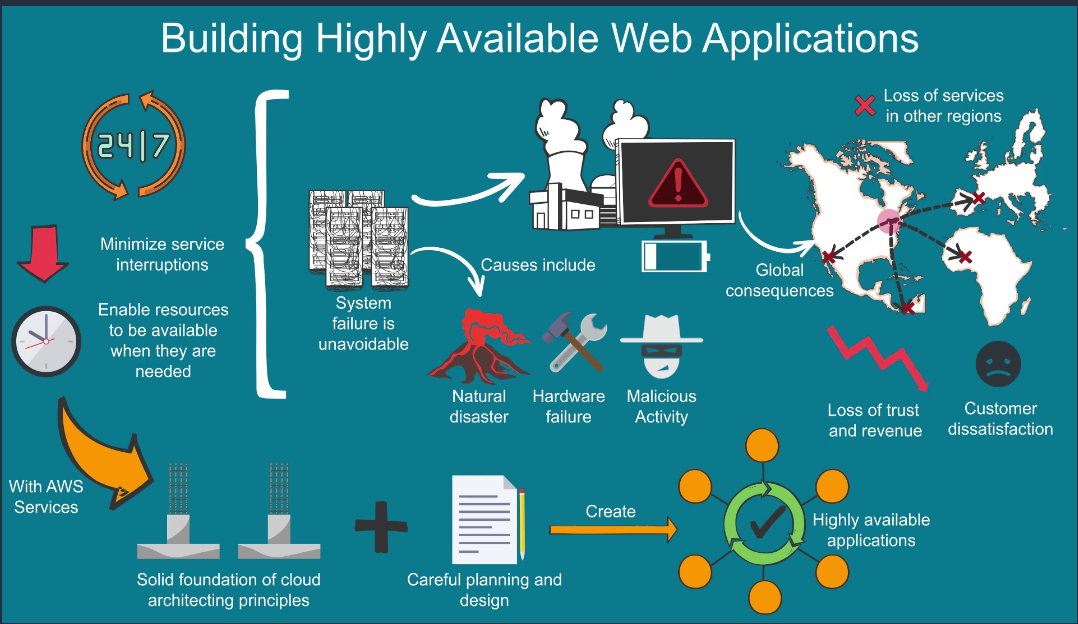 Building Highly Available Web Applications
24|7
Minimize service
interruptions
Enable resources
to be available
when they are
needed
System
failure is
unavoidable
Causes include
Natural
disaster
Hardware
failure
Malicious
Activity
Global
consequences
Loss of services
in other regions
Loss of trust
and revenue
Customer
dissatisfaction
With AWS
Services
Solid foundation of cloud
architecting principles
Careful planning and
design
Create
Highly available
applications